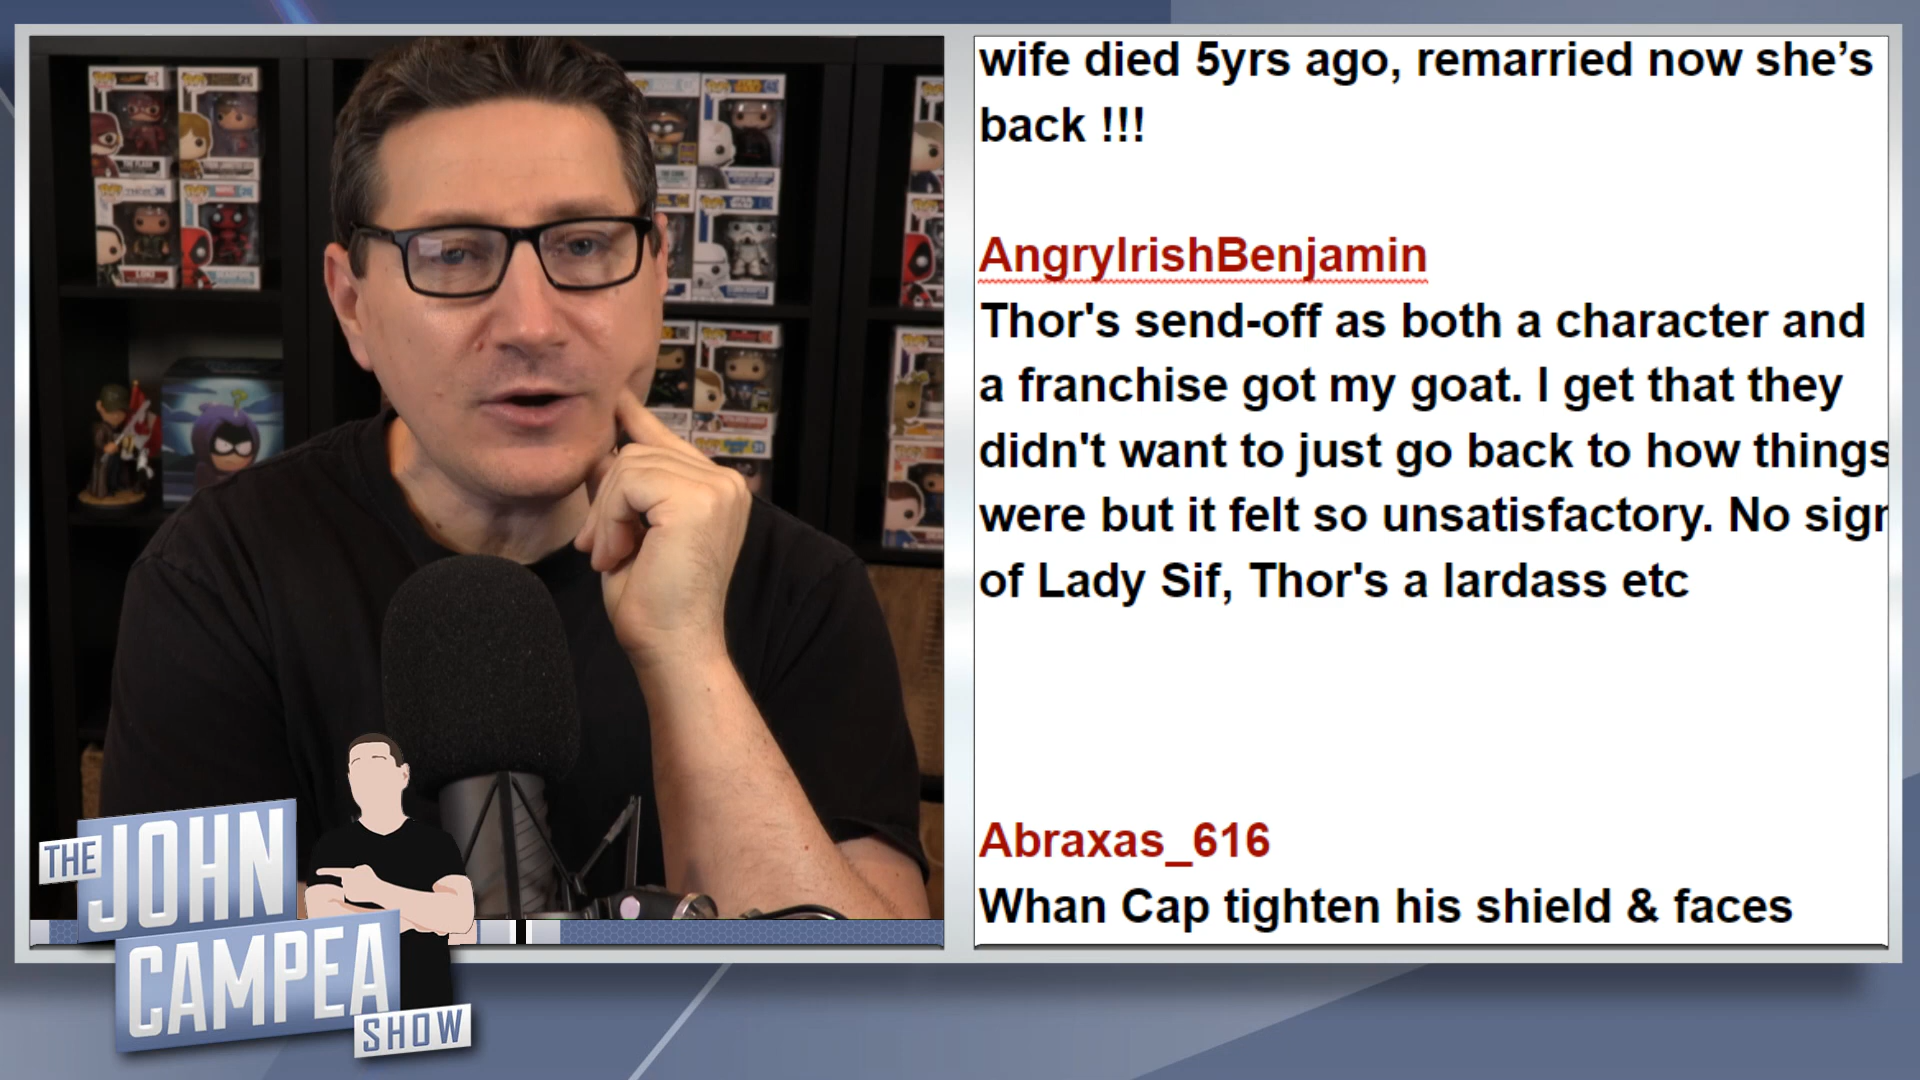 wife died 5yrs ago, remarried now she’s
back !!!
AngryIrishBenjamin
Thor's send-off as both a character and
a franchise got my goat. I get that they
didn't want to just go back to how things
were but it felt so unsatisfactory. No sign
of Lady Sif, Thor's a lardass etc
Abraxas_616
Whan Cap tighten his shield & faces
THE
JOHN
CAMPEA
SHOW